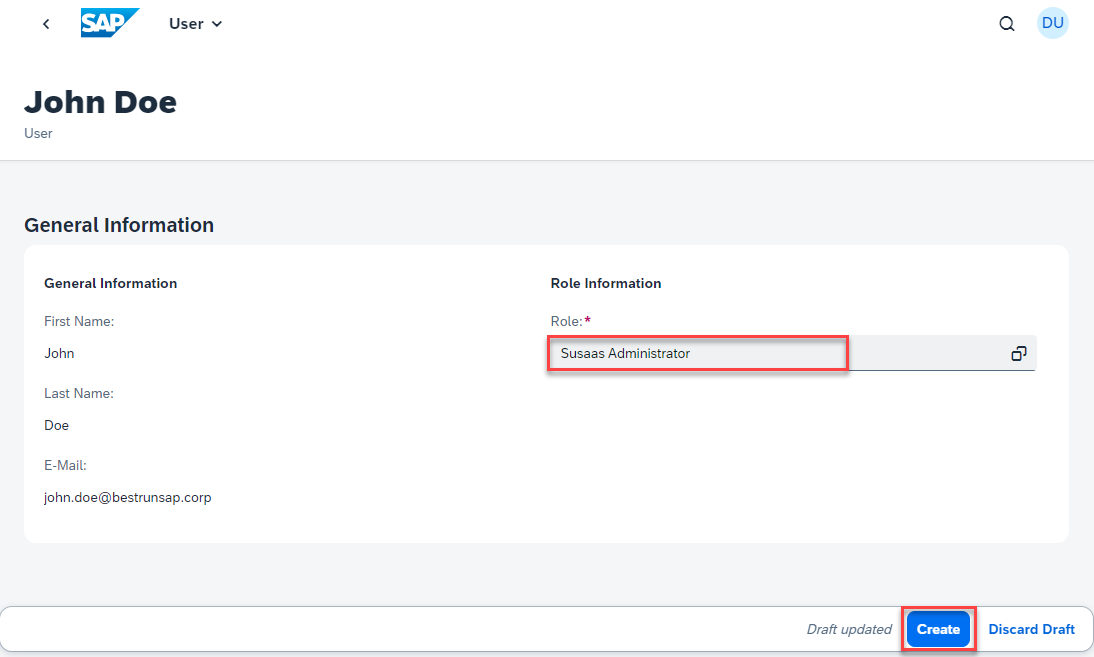 SAP User DU
John Doe
User
General Information
General Information
First Name:
John
Last Name:
Doe
E-Mail:
john.doe@bestrunsap.corp
Role Information
Role:*
Susaas Administrator
Draft updated Create Discard Draft